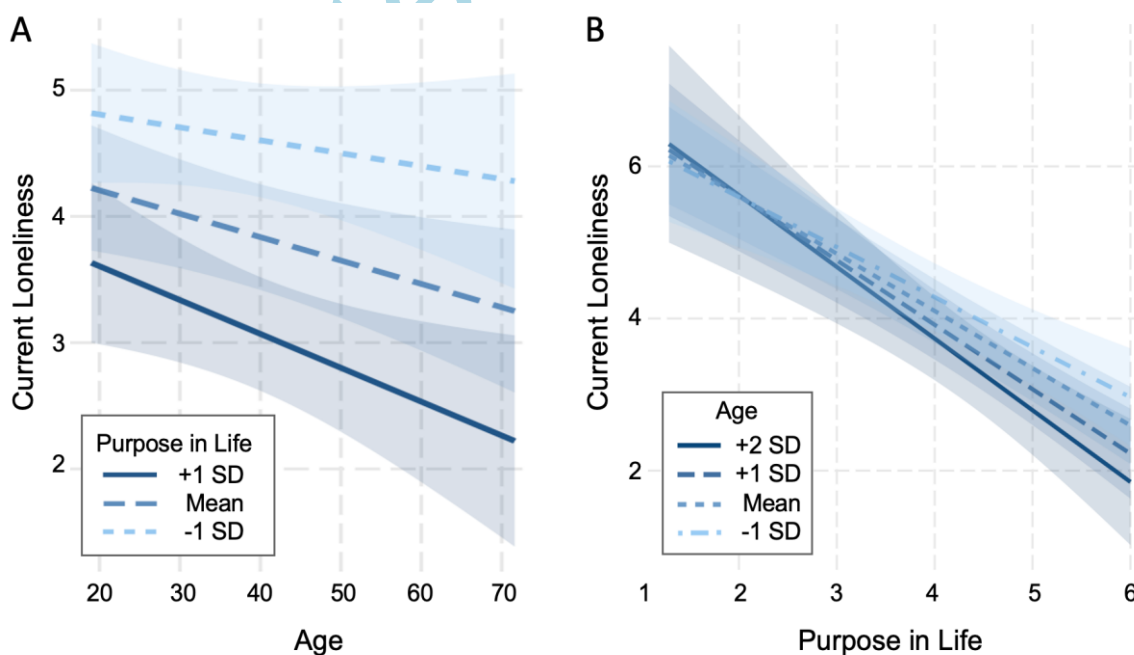 A
5
4
3
2
Current Loneliness
Purpose in Life
+1 SD
Mean
-1 SD
20 30 40 50 60 70
Age
B
6
4
2
Current Loneliness
Age
+2 SD
+1 SD
Mean
-1 SD
1 2 3 4 5 6
Purpose in Life